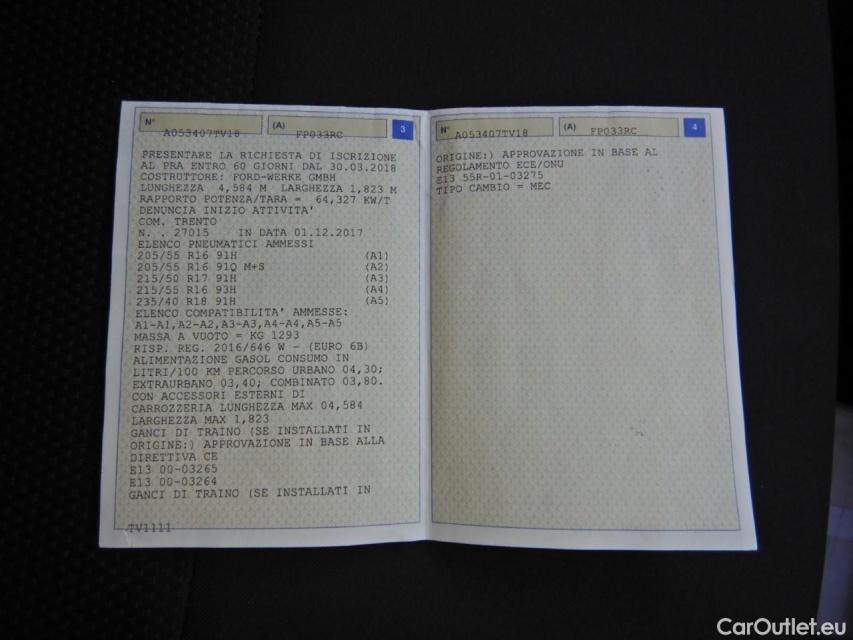 N° A053407TV18 (A) FP033RC 3
PRESENTARE LA RICHIESTA DI ISCRIZIONE
AL PRA ENTRO 60 GIORNI DAL 30.03.2018
COSTRUTTORE: FORD-WERKE GMBH
LUNGHEZZA 4,584 M LARGHEZZA 1,823 M
RAPPORTO POTENZA/TARA = 64,327 KW/T
DENUNCIA INIZIO ATTIVITA'
COM. TRENTO
N. . 27015 IN DATA 01.12.2017
ELENCO PNEUMATICI AMMESSI
205/55 R16 91H (A1)
205/55 R16 91Q M+S (A2)
215/50 R17 91H (A3)
215/55 R16 93H (A4)
235/40 R18 91H (A5)
ELENCO COMPATIBILITA' AMMESSE:
A1-A1,A2-A2,A3-A3,A4-A4,A5-A5
MASSA A VUOTO = KG 1293
RISP. REG. 2016/646 W - (EURO 6B)
ALIMENTAZIONE GASOL CONSUMO IN
LITRI/100 KM PERCORSO URBANO 04,30;
EXTRAURBANO 03,40; COMBINATO 03,80.
CON ACCESSORI ESTERNI DI
CARROZZERIA LUNGHEZZA MAX 04,584
LARGHEZZA MAX 1,823
GANCI DI TRAINO (SE INSTALLATI IN
ORIGINE:) APPROVAZIONE IN BASE ALLA
DIRETTIVA CE
E13 00-03265
E13 00-03264
GANCI DI TRAINO (SE INSTALLATI IN
TV1111
N° A053407TV18 (A) FP033RC 4
ORIGINE:) APPROVAZIONE IN BASE AL
REGOLAMENTO ECE/ONU
E13 55R-01-03275
TIPO CAMBIO = MEC
CarOutlet.eu